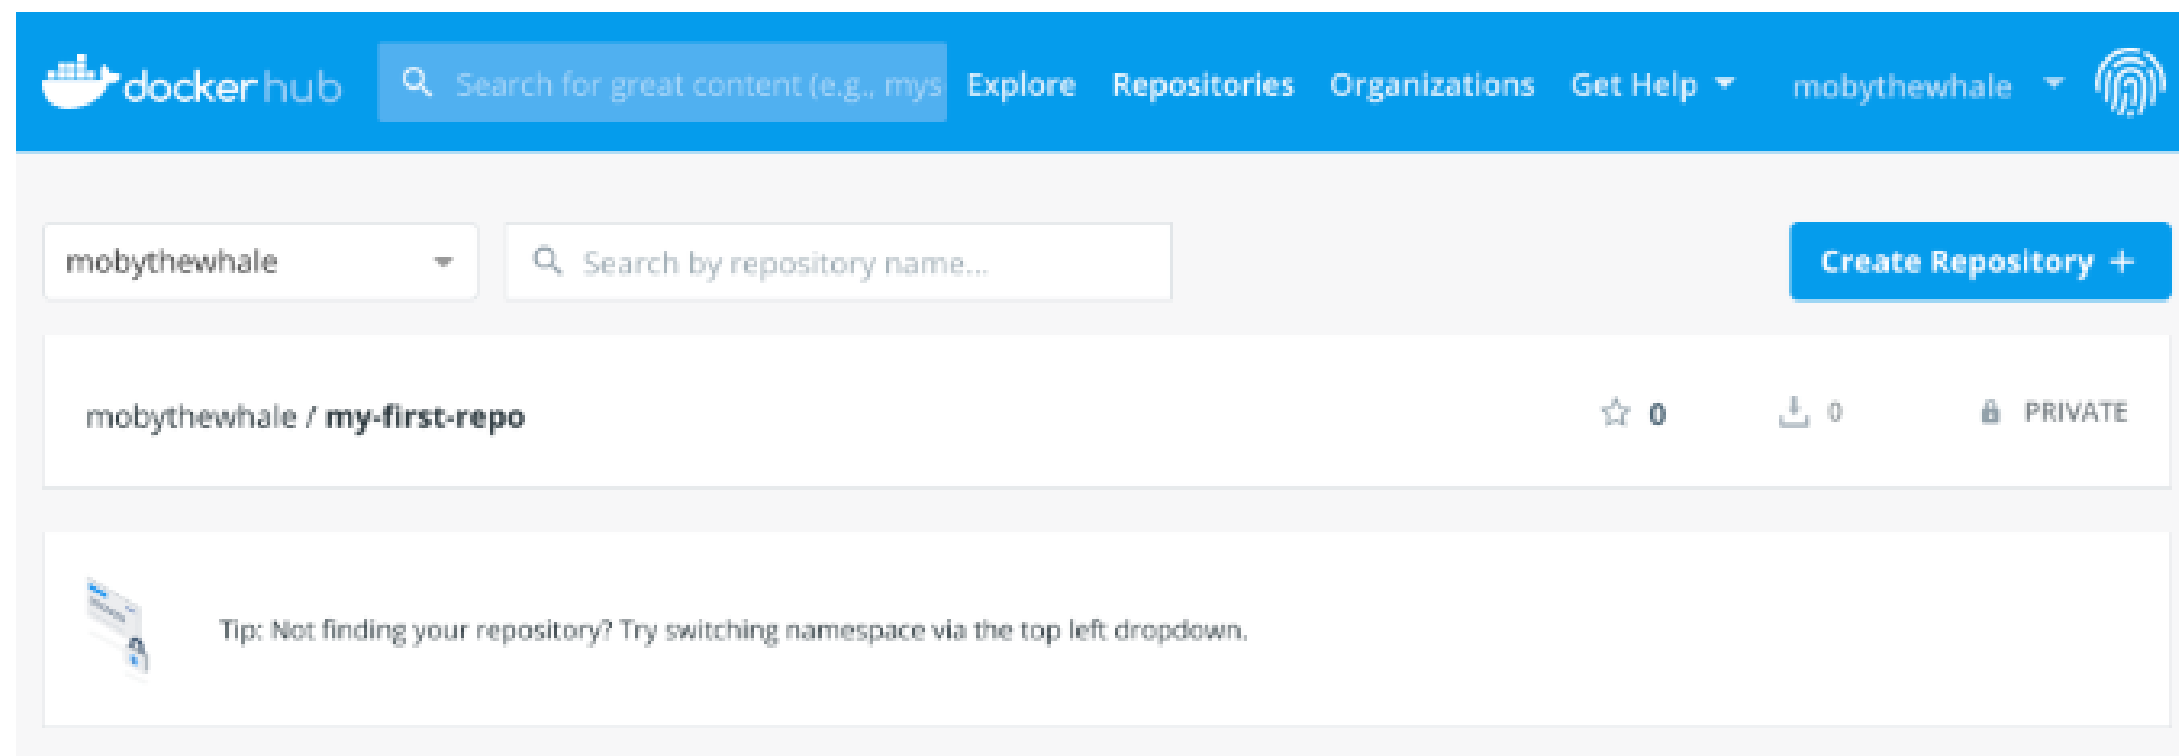 dockerhub Search for great content (e.g., mys Explore Repositories Organizations Get Help mobythewhale
mobythewhale Search by repository name... Create Repository +
mobythewhale / my-first-repo 0 0 PRIVATE
Tip: Not finding your repository? Try switching namespace via the top left dropdown.